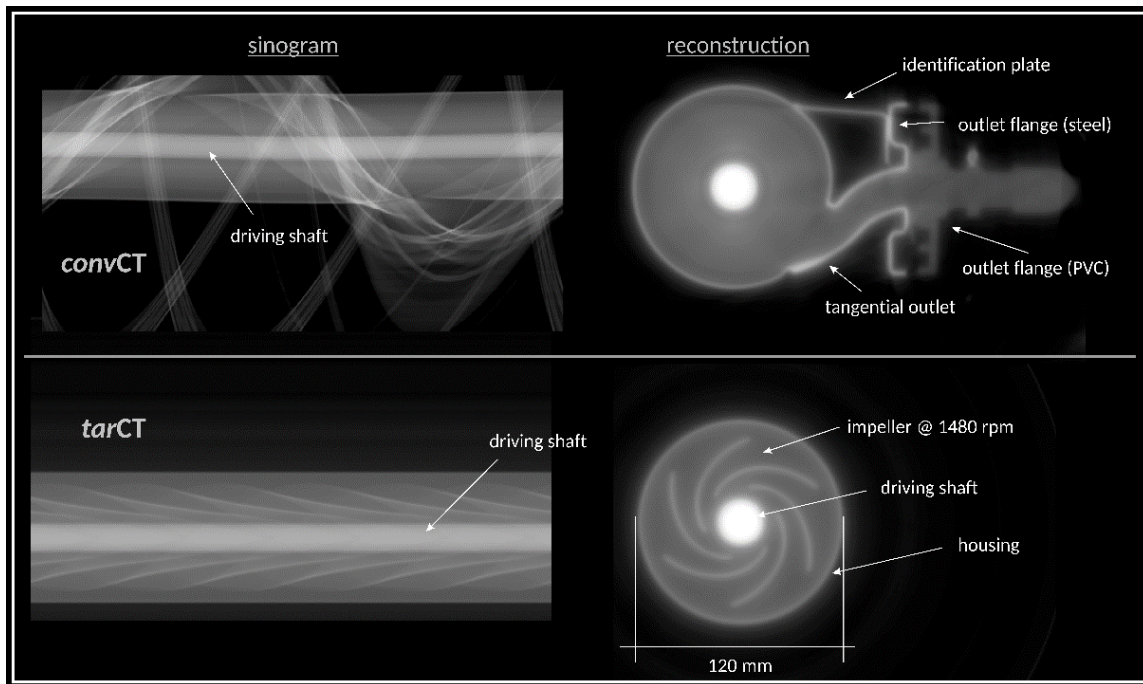 sinogram
reconstruction
identification plate
outlet flange (steel)
driving shaft
convCT
outlet flange (PVC)
tangential outlet
tarCT
driving shaft
impeller @ 1480 rpm
driving shaft
housing
120 mm